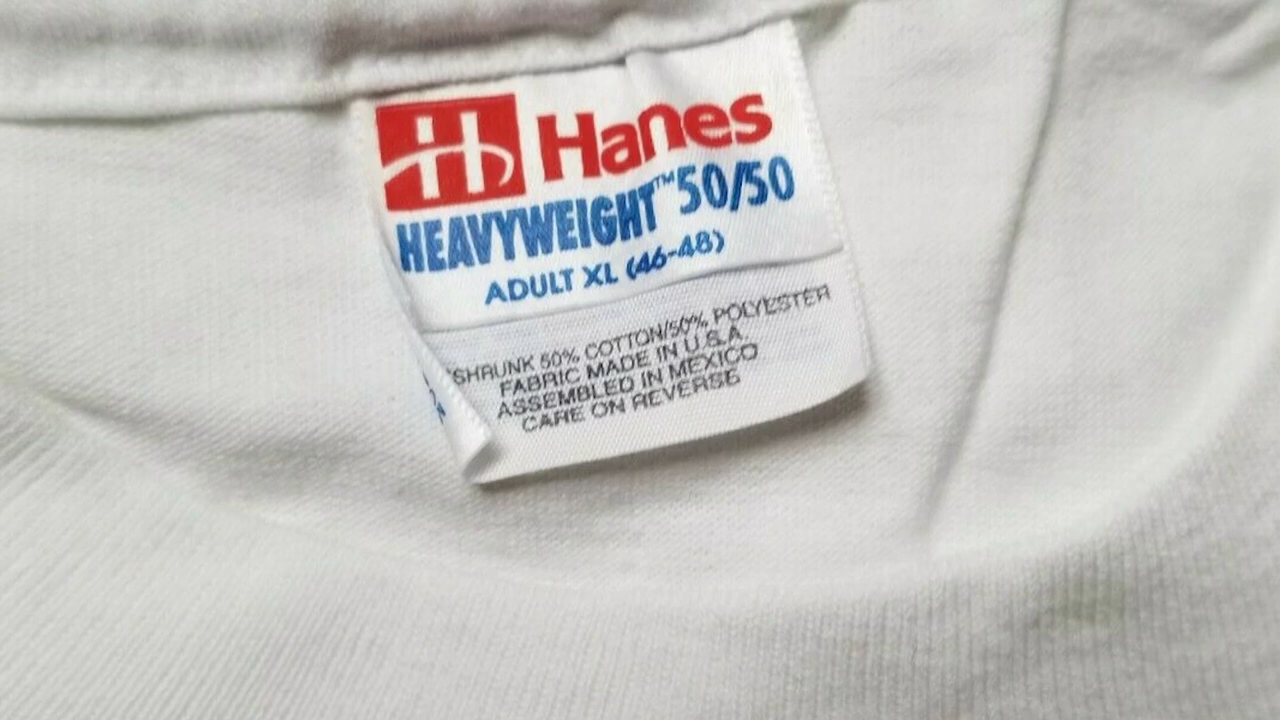 H Hanes
HEAVYWEIGHT™ 50/50
ADULT XL (46-48)
SHRUNK 50% COTTON/50% POLYESTER
FABRIC MADE IN U.S.A.
ASSEMBLED IN MEXICO
CARE ON REVERSE